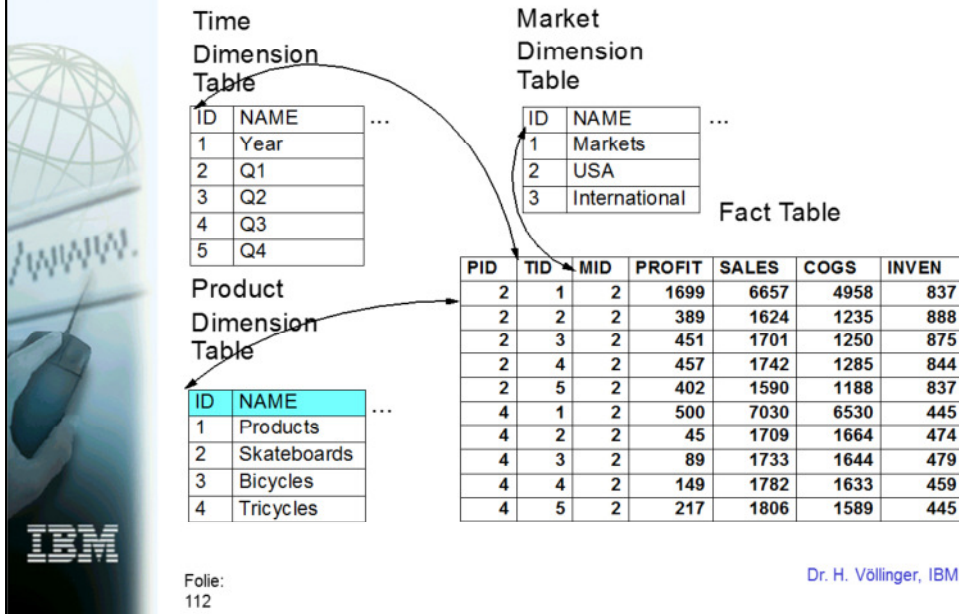 Time
Dimension
Table
ID NAME ...
1 Year
2 Q1
3 Q2
4 Q3
5 Q4
Market
Dimension
Table
ID NAME ...
1 Markets
2 USA
3 International
Product
Dimension
Table
ID NAME ...
1 Products
2 Skateboards
3 Bicycles
4 Tricycles
Fact Table
PID TID MID PROFIT SALES COGS INVEN
2 1 2 1699 6657 4958 837
2 2 2 389 1624 1235 888
2 3 2 451 1701 1250 875
2 4 2 457 1742 1285 844
2 5 2 402 1590 1188 837
4 1 2 500 7030 6530 445
4 2 2 45 1709 1664 474
4 3 2 89 1733 1644 479
4 4 2 149 1782 1633 459
4 5 2 217 1806 1589 445
/www.
IBM
Folie:
112
Dr. H. Völlinger, IBM